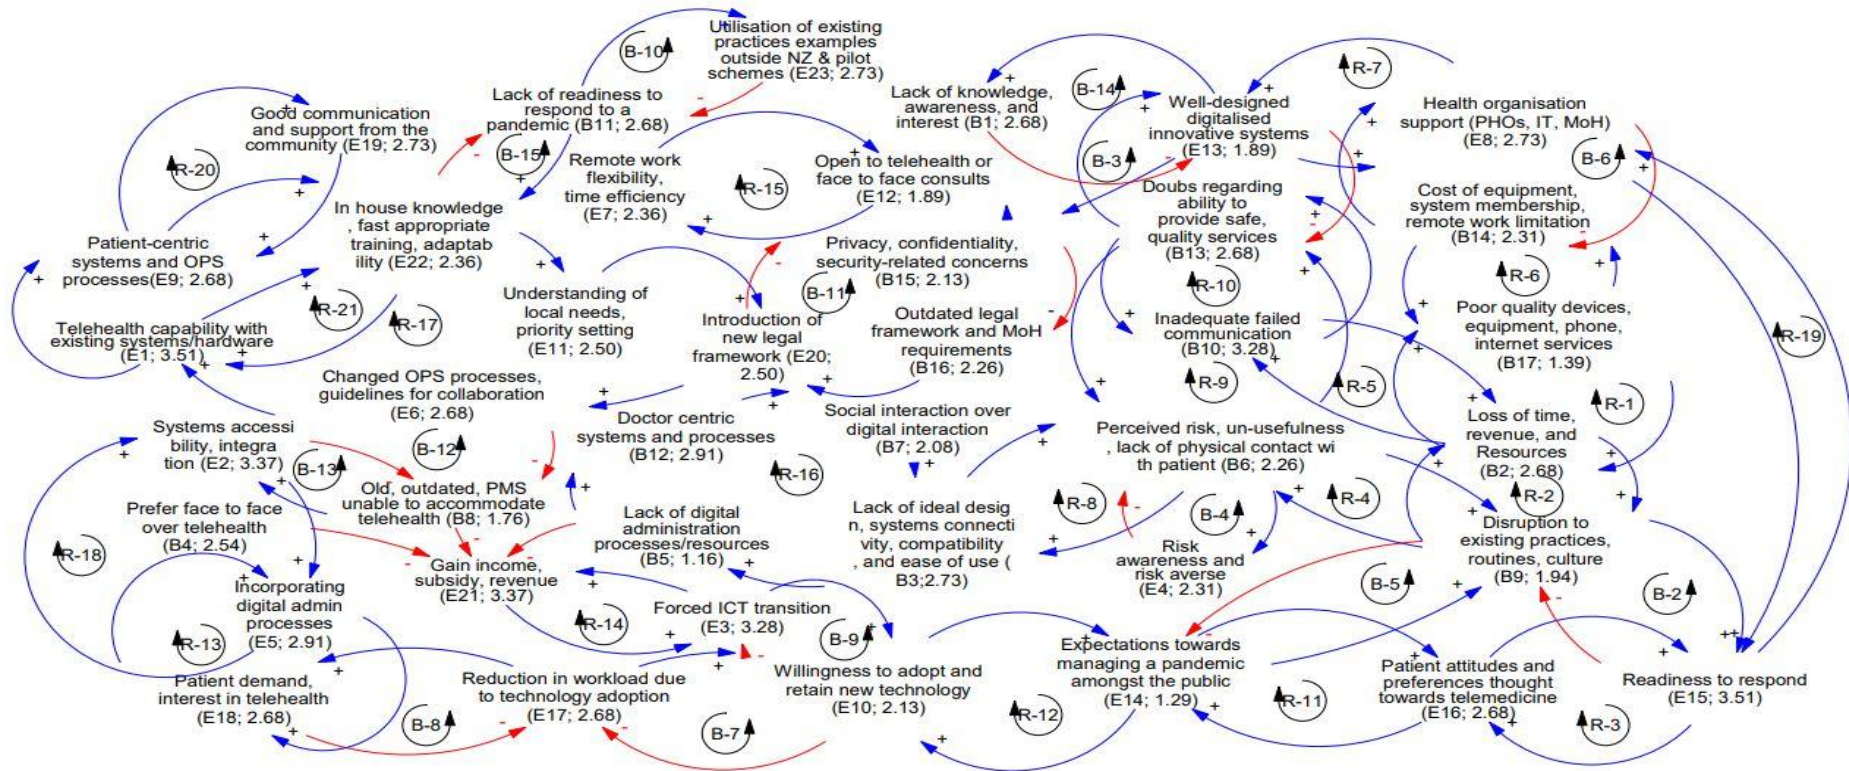 Utilisation of existing
practices examples
outside NZ & pilot
schemes (E23; 2.73)
B-10
Lack of readiness to
respond to a
pandemic (B11; 2.68)
Good communication
and support from the
community (E19; 2.73)
R-20
B-15
Remote work
flexibility,
time efficiency
(E7; 2.36)
R-15
Open to telehealth or
face to face consults
(E12; 1.89)
Lack of knowledge,
awareness, and
interest (B1; 2.68)
B-14
B-3
Well-designed
digitalised
innovative systems
(E13; 1.89)
R-7
Health organisation
support (PHOs, IT, MoH)
(E8; 2.73)
B-6
Doubs regarding
ability to
provide safe,
quality services
(B13; 2.68)
Cost of equipment,
system membership,
remote work limitation
(B14; 2.31)
In house knowledge
, fast appropriate
training, adaptab
ility (E22; 2.36)
Patient-centric
systems and OPS
processes(E9; 2.68)
Privacy, confidentiality,
security-related concerns
(B15; 2.13)
B-11
R-10
R-6
R-21
R-17
Understanding of
local needs,
priority setting
(E11; 2.50)
Introduction of
new legal
framework (E20;
2.50)
Outdated legal
framework and MoH
requirements
(B16; 2.26)
Inadequate failed
communication
(B10; 3.28)
Poor quality devices,
equipment, phone,
internet services
(B17; 1.39)
R-19
Telehealth capability with
existing systems/hardware
(E1; 3.51)
Changed OPS processes,
guidelines for collaboration
(E6; 2.68)
R-9
R-5
R-1
Systems accessi
bility, integra
tion (E2; 3.37)
B-12
B-13
Doctor centric
systems and processes
(B12; 2.91)
R-16
Social interaction over
digital interaction
(B7; 2.08)
Perceived risk, un-usefulness
, lack of physical contact wi
th patient (B6; 2.26)
Loss of time,
revenue, and
Resources
(B2; 2.68)
Old, outdated, PMS
unable to accommodate
telehealth (B8; 1.76)
Prefer face to face
over telehealth
(B4; 2.54)
Lack of digital
administration
processes/resources
(B5; 1.16)
Lack of ideal desig
n, systems connecti
vity, compatibility
, and ease of use (
B3;2.73)
R-8
B-4
R-4
R-2
Disruption to
existing practices,
routines, culture
(B9; 1.94)
Risk
awareness and
risk averse
(E4; 2.31)
B-5
B-2
R-18
Gain income,
subsidy, revenue
(E21; 3.37)
Incorporating
digital admin
processes
(E5; 2.91)
R-13
R-14
Forced ICT transition
(E3; 3.28)
B-9
Willingness to adopt and
retain new technology
(E10; 2.13)
Expectations towards
managing a pandemic
amongst the public
(E14; 1.29)
Patient attitudes and
preferences thought
towards telemedicine
(E16; 2.68)
Readiness to respond
(E15; 3.51)
Patient demand,
interest in telehealth
(E18; 2.68)
B-8
Reduction in workload due
to technology adoption
(E17; 2.68)
B-7
R-12
R-11
R-3